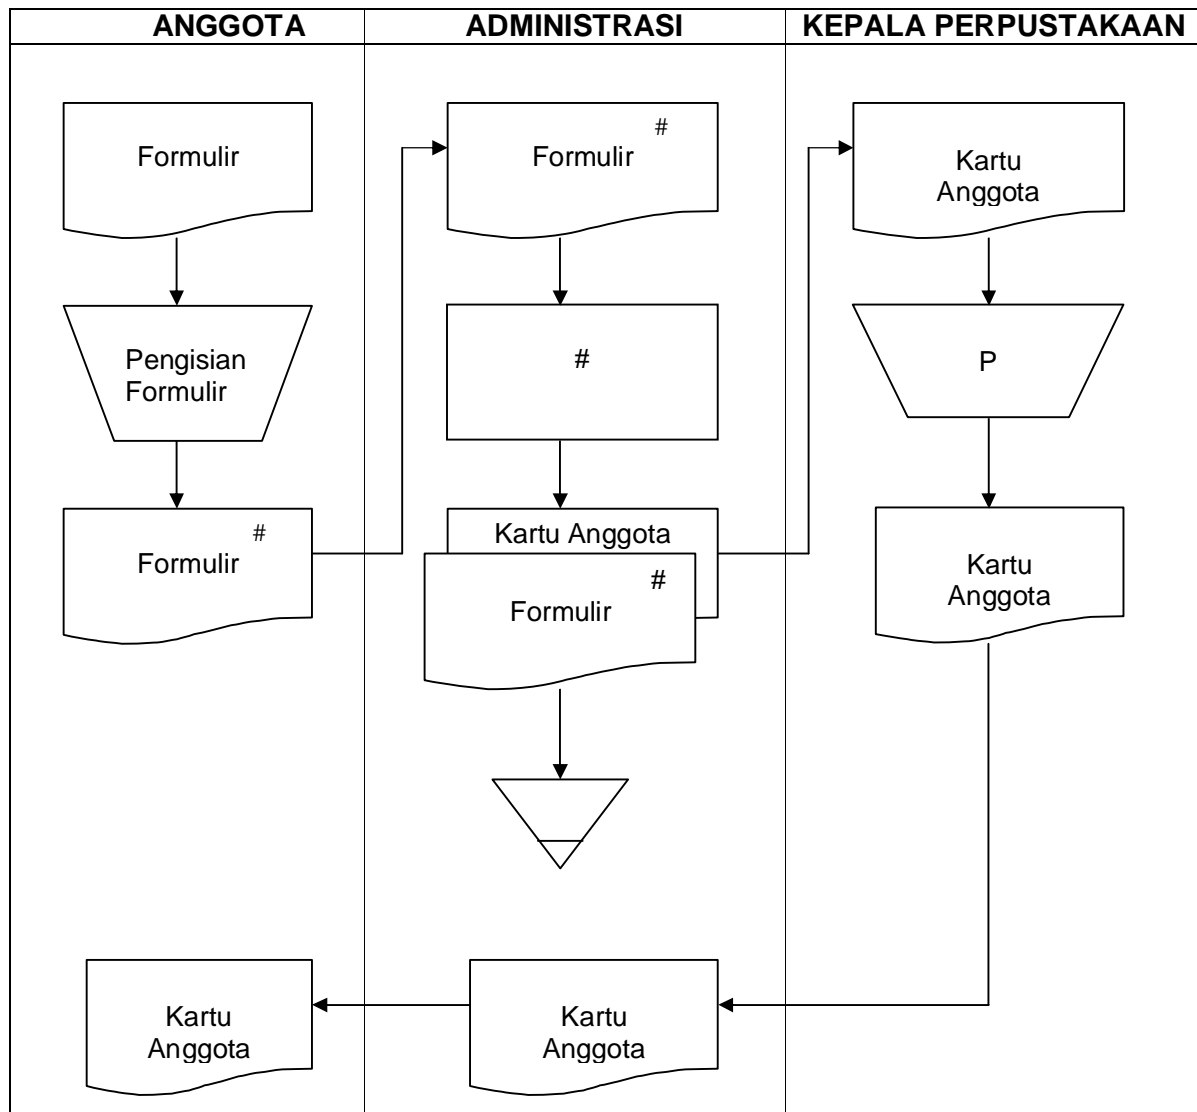 ANGGOTA
ADMINISTRASI
KEPALA PERPUSTAKAAN
Formulir
Pengisian
Formulir
#
Formulir
#
Formulir
#
Kartu Anggota
#
Formulir
Kartu
Anggota
P
Kartu
Anggota
Kartu
Anggota
Kartu
Anggota